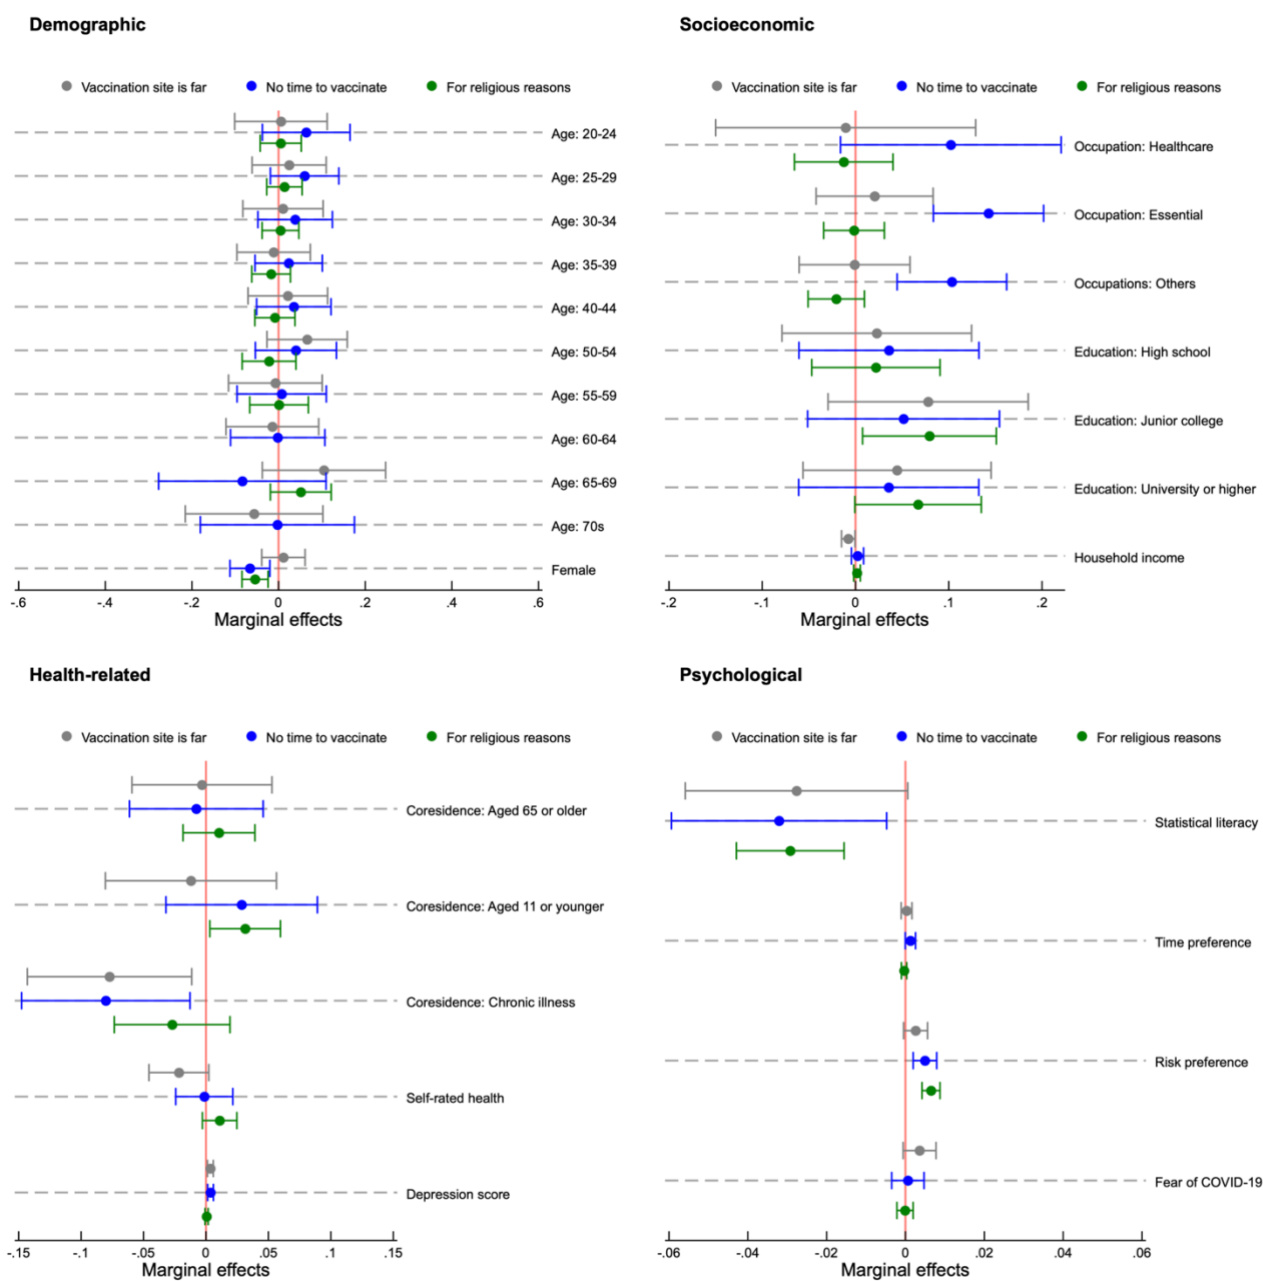 Demographic
Vaccination site is far No time to vaccinate For religious reasons
Age: 20-24
Age: 25-29
Age: 30-34
Age: 35-39
Age: 40-44
Age: 50-54
Age: 55-59
Age: 60-64
Age: 65-69
Age: 70s
Female
-.6 -.4 -.2 0 .2 .4 .6
Marginal effects
Socioeconomic
Vaccination site is far No time to vaccinate For religious reasons
Occupation: Healthcare
Occupation: Essential
Occupations: Others
Education: High school
Education: Junior college
Education: University or higher
Household income
-.2 -.1 0 .1 .2
Marginal effects
Health-related
Vaccination site is far No time to vaccinate For religious reasons
Coresidence: Aged 65 or older
Coresidence: Aged 11 or younger
Coresidence: Chronic illness
Self-rated health
Depression score
-.15 -.1 -.05 0 .05 .1 .15
Marginal effects
Psychological
Vaccination site is far No time to vaccinate For religious reasons
Statistical literacy
Time preference
Risk preference
Fear of COVID-19
-.06 -.04 -.02 0 .02 .04 .06
Marginal effects